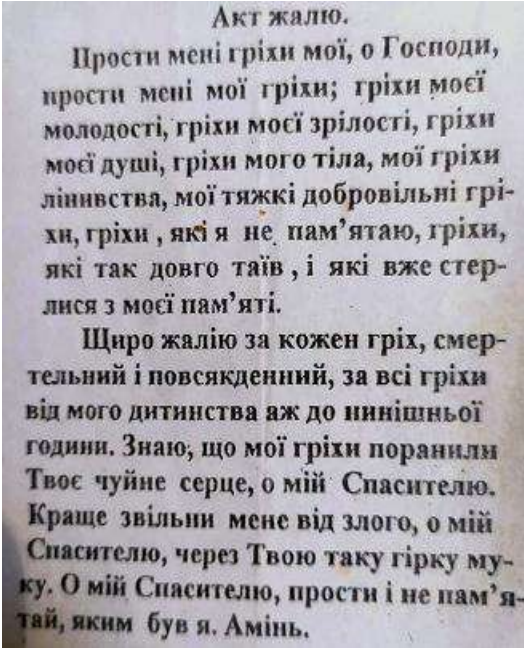 Акт жалю.
Прости мені гріхи мої, о Господи,
прости мені мої гріхи; гріхи моєї
молодості, гріхи моєї зрілості, гріхи
моєї душі, гріхи мого тіла, мої гріхи
лінивства, мої тяжкі добровільні грі-
хи, гріхи , які я не пам’ятаю, гріхи,
які так довго таїв , і які вже стер-
лися з моєї пам’яті.
Щиро жалію за кожен гріх, смер-
тельний і повсякденний, за всі гріхи
від мого дитинства аж до нинішньої
години. Знаю, що мої гріхи поранили
Твоє чуйне серце, о мій Спасителю.
Краще звільни мене від злого, о мій
Спасителю, через Твою таку гірку му-
ку. О мій Спасителю, прости і не пам’я-
тай, яким був я. Амінь.